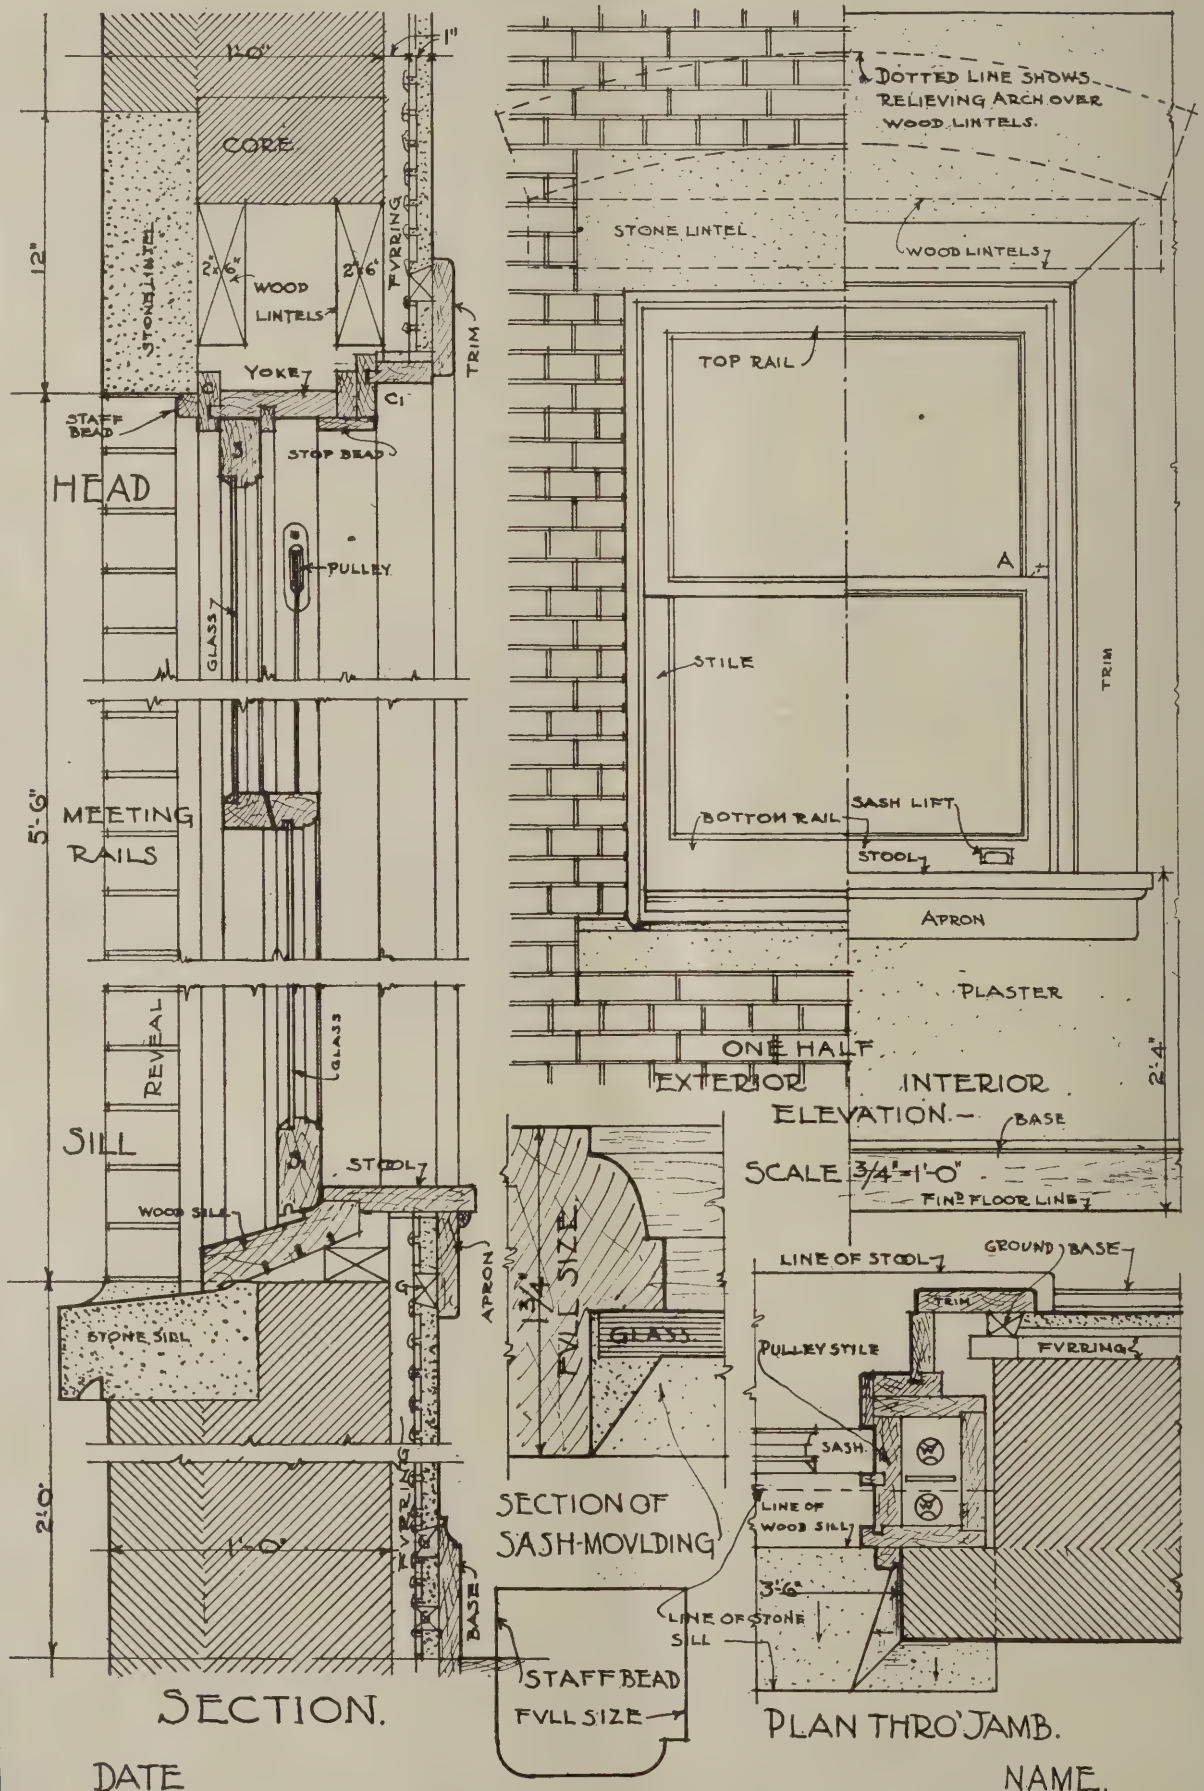 1'-0"
1"
CORE
12"
STONE LINTEL
2"x6"
WOOD
LINTELS
2"x6"
FVRRING
TRIM
YOKE
C
C1
STAFF
BEAD
S
STOP BEAD
HEAD
PULLEY
GLASS
5'-6"
MEETING
RAILS
REVEAL
GLASS
SILL
STOOL
WOOD SILL
G
APRON
STONE SILL
2'-0"
1'-0"
FVRRING
BASE
SECTION.
DATE
DOTTED LINE SHOWS
RELIEVING ARCH OVER
WOOD LINTELS.
STONE LINTEL
WOOD LINTELS
TOP RAIL
A
STILE
TRIM
SASH LIFT
BOTTOM RAIL
STOOL
APRON
PLASTER
2'-4"
ONE HALF
EXTERIOR INTERIOR
ELEVATION.-
BASE
SCALE 3/4"=1'-0"
FIN'D FLOOR LINE
1 3/4"
FVLL SIZE
GLASS.
SECTION OF
SASH-MOVLDING
STAFF BEAD
FVLL SIZE
LINE OF STOOL
GROUND
BASE
TRIM
PULLEY STILE
FVRRING
SASH.
W
W
LINE OF
WOOD SILL
3'-6"
LINE OF STONE
SILL
PLAN THRO' JAMB.
NAME.